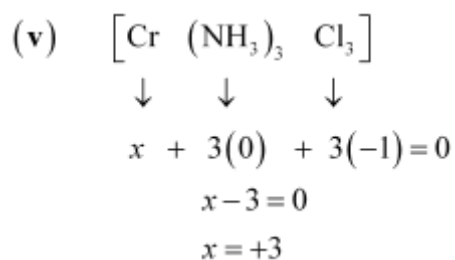 (v) [Cr (NH₃)₃ Cl₃]
↓ ↓ ↓
x + 3(0) + 3(−1) = 0
x − 3 = 0
x = +3